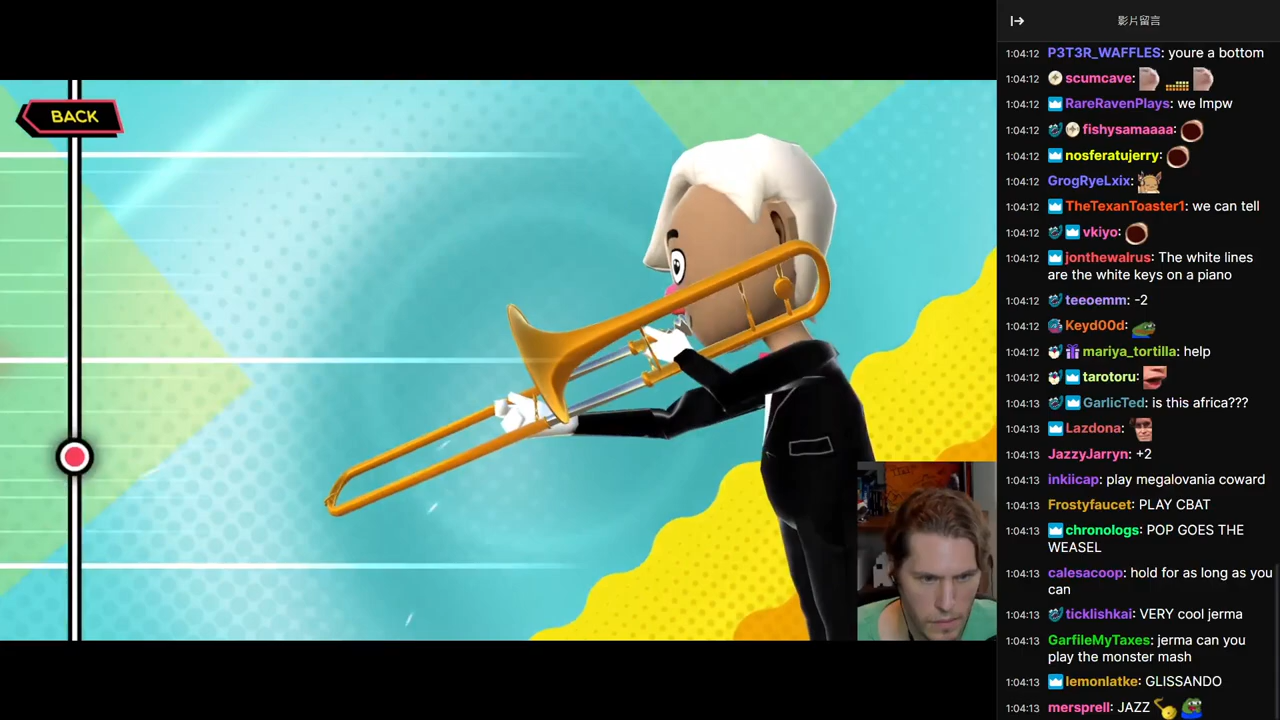 BACK
影片留言
1:04:12 P3T3R_WAFFLES: youre a bottom
1:04:12 scumcave:
1:04:12 RareRavenPlays: we lmpw
1:04:12 fishysamaaaa:
1:04:12 nosferatujerry:
1:04:12 GrogRyeLxix:
1:04:12 TheTexanToaster1: we can tell
1:04:12 vkiyo:
1:04:12 jonthewalrus: The white lines
are the white keys on a piano
1:04:12 teeoemm: -2
1:04:12 Keyd00d:
1:04:12 mariya_tortilla: help
1:04:12 tarotoru:
1:04:13 GarlicTed: is this africa???
1:04:13 Lazdona:
1:04:13 JazzyJarryn: +2
1:04:13 inkiicap: play megalovania coward
1:04:13 Frostyfaucet: PLAY CBAT
1:04:13 chronologs: POP GOES THE
WEASEL
1:04:13 calesacoop: hold for as long as you
can
1:04:13 ticklishkai: VERY cool jerma
1:04:13 GarfileMyTaxes: jerma can you
play the monster mash
1:04:13 lemonlatke: GLISSANDO
1:04:13 mersprell: JAZZ